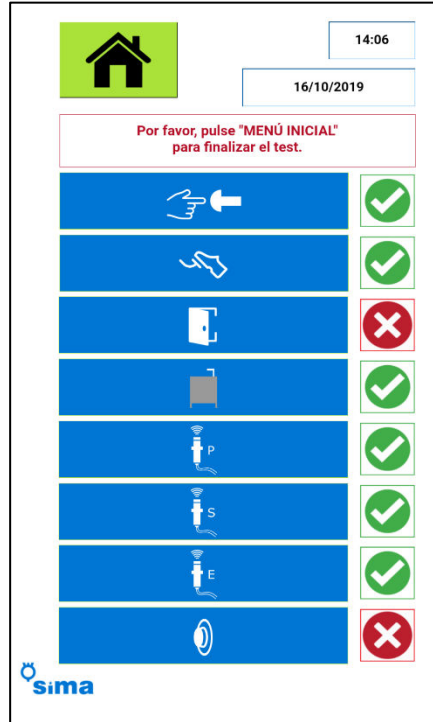 14:06
16/10/2019
Por favor, pulse "MENÚ INICIAL"
para finalizar el test.
P
S
E
sima